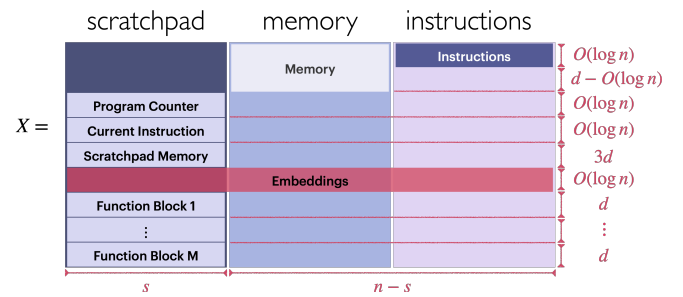 scratchpad memory instructions
Instructions O(log n)
Memory d − O(log n)
Program Counter O(log n)
X = Current Instruction O(log n)
Scratchpad Memory 3d
Embeddings O(log n)
Function Block 1 d
⋮ ⋮
Function Block M d
s n − s